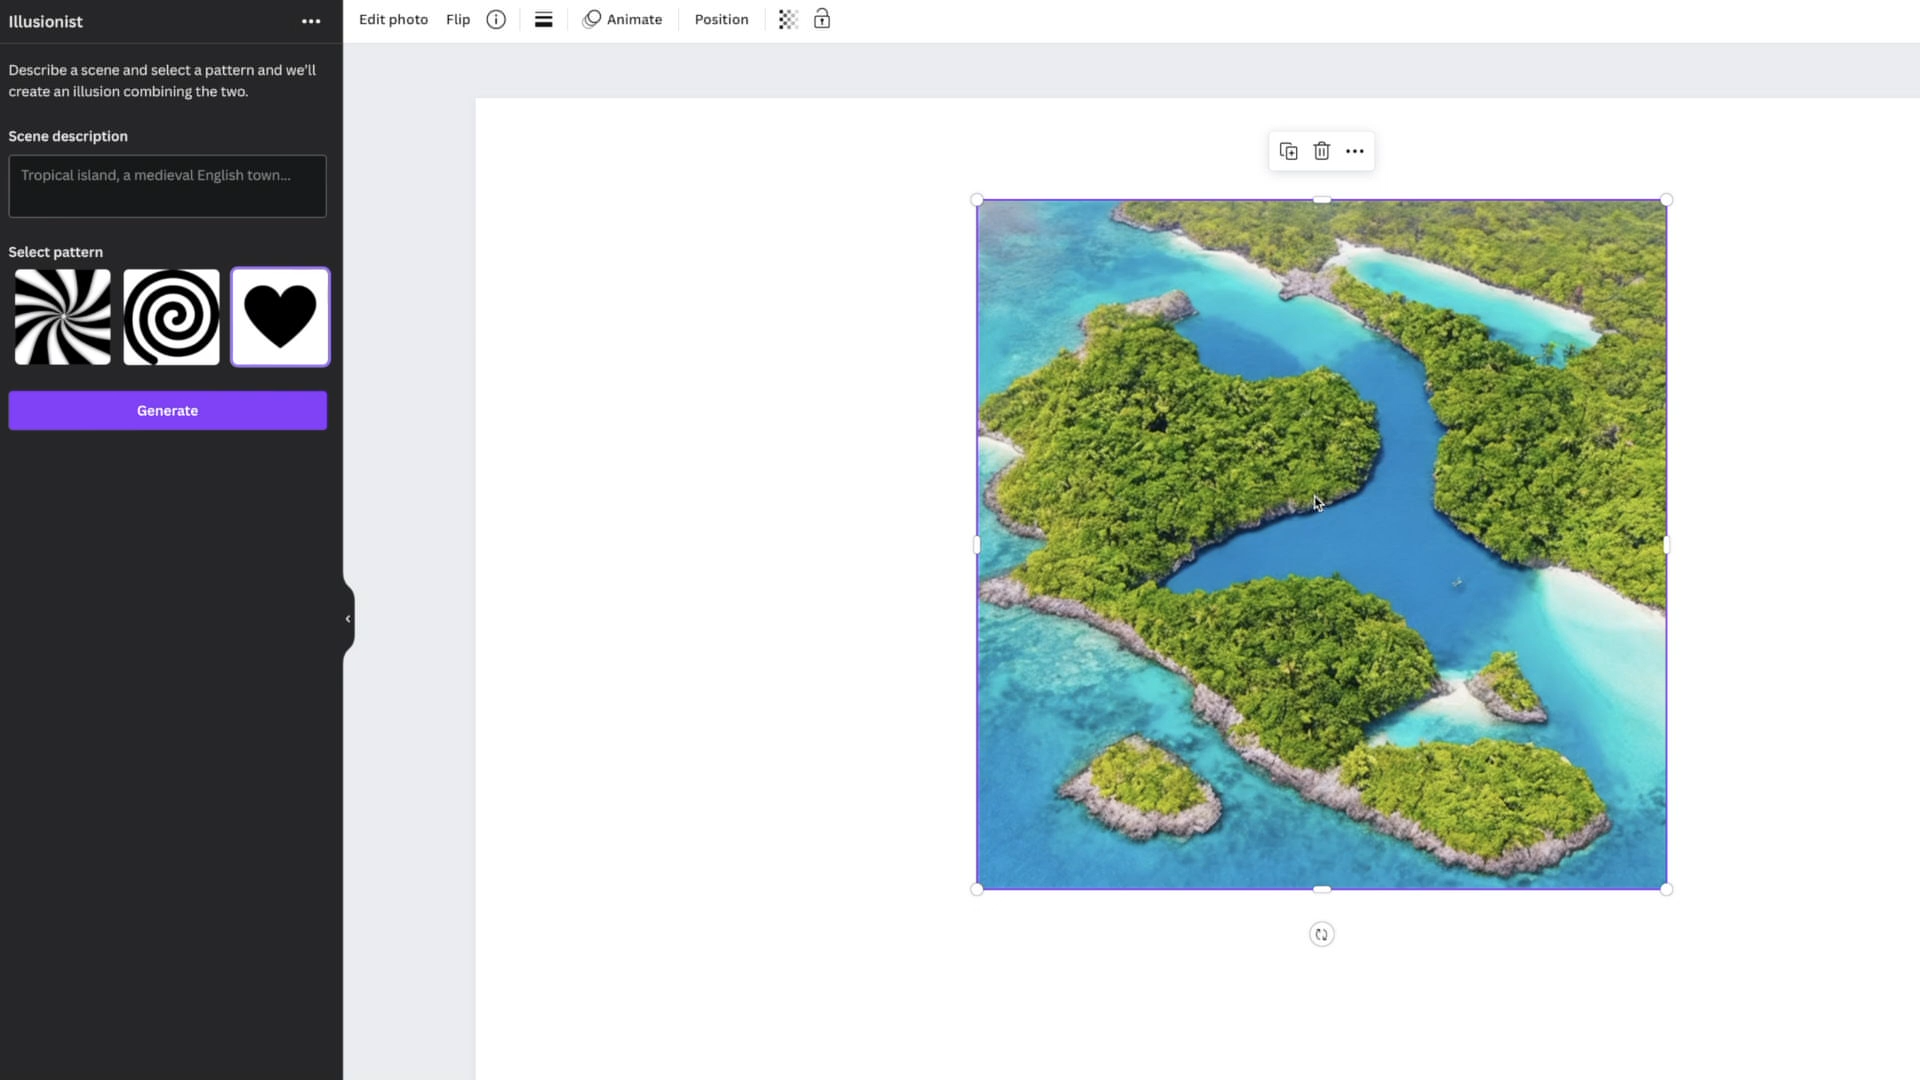 Illusionist
Edit photo Flip Animate Position
Describe a scene and select a pattern and we'll
create an illusion combining the two.
Scene description
Tropical island, a medieval English town...
Select pattern
Generate